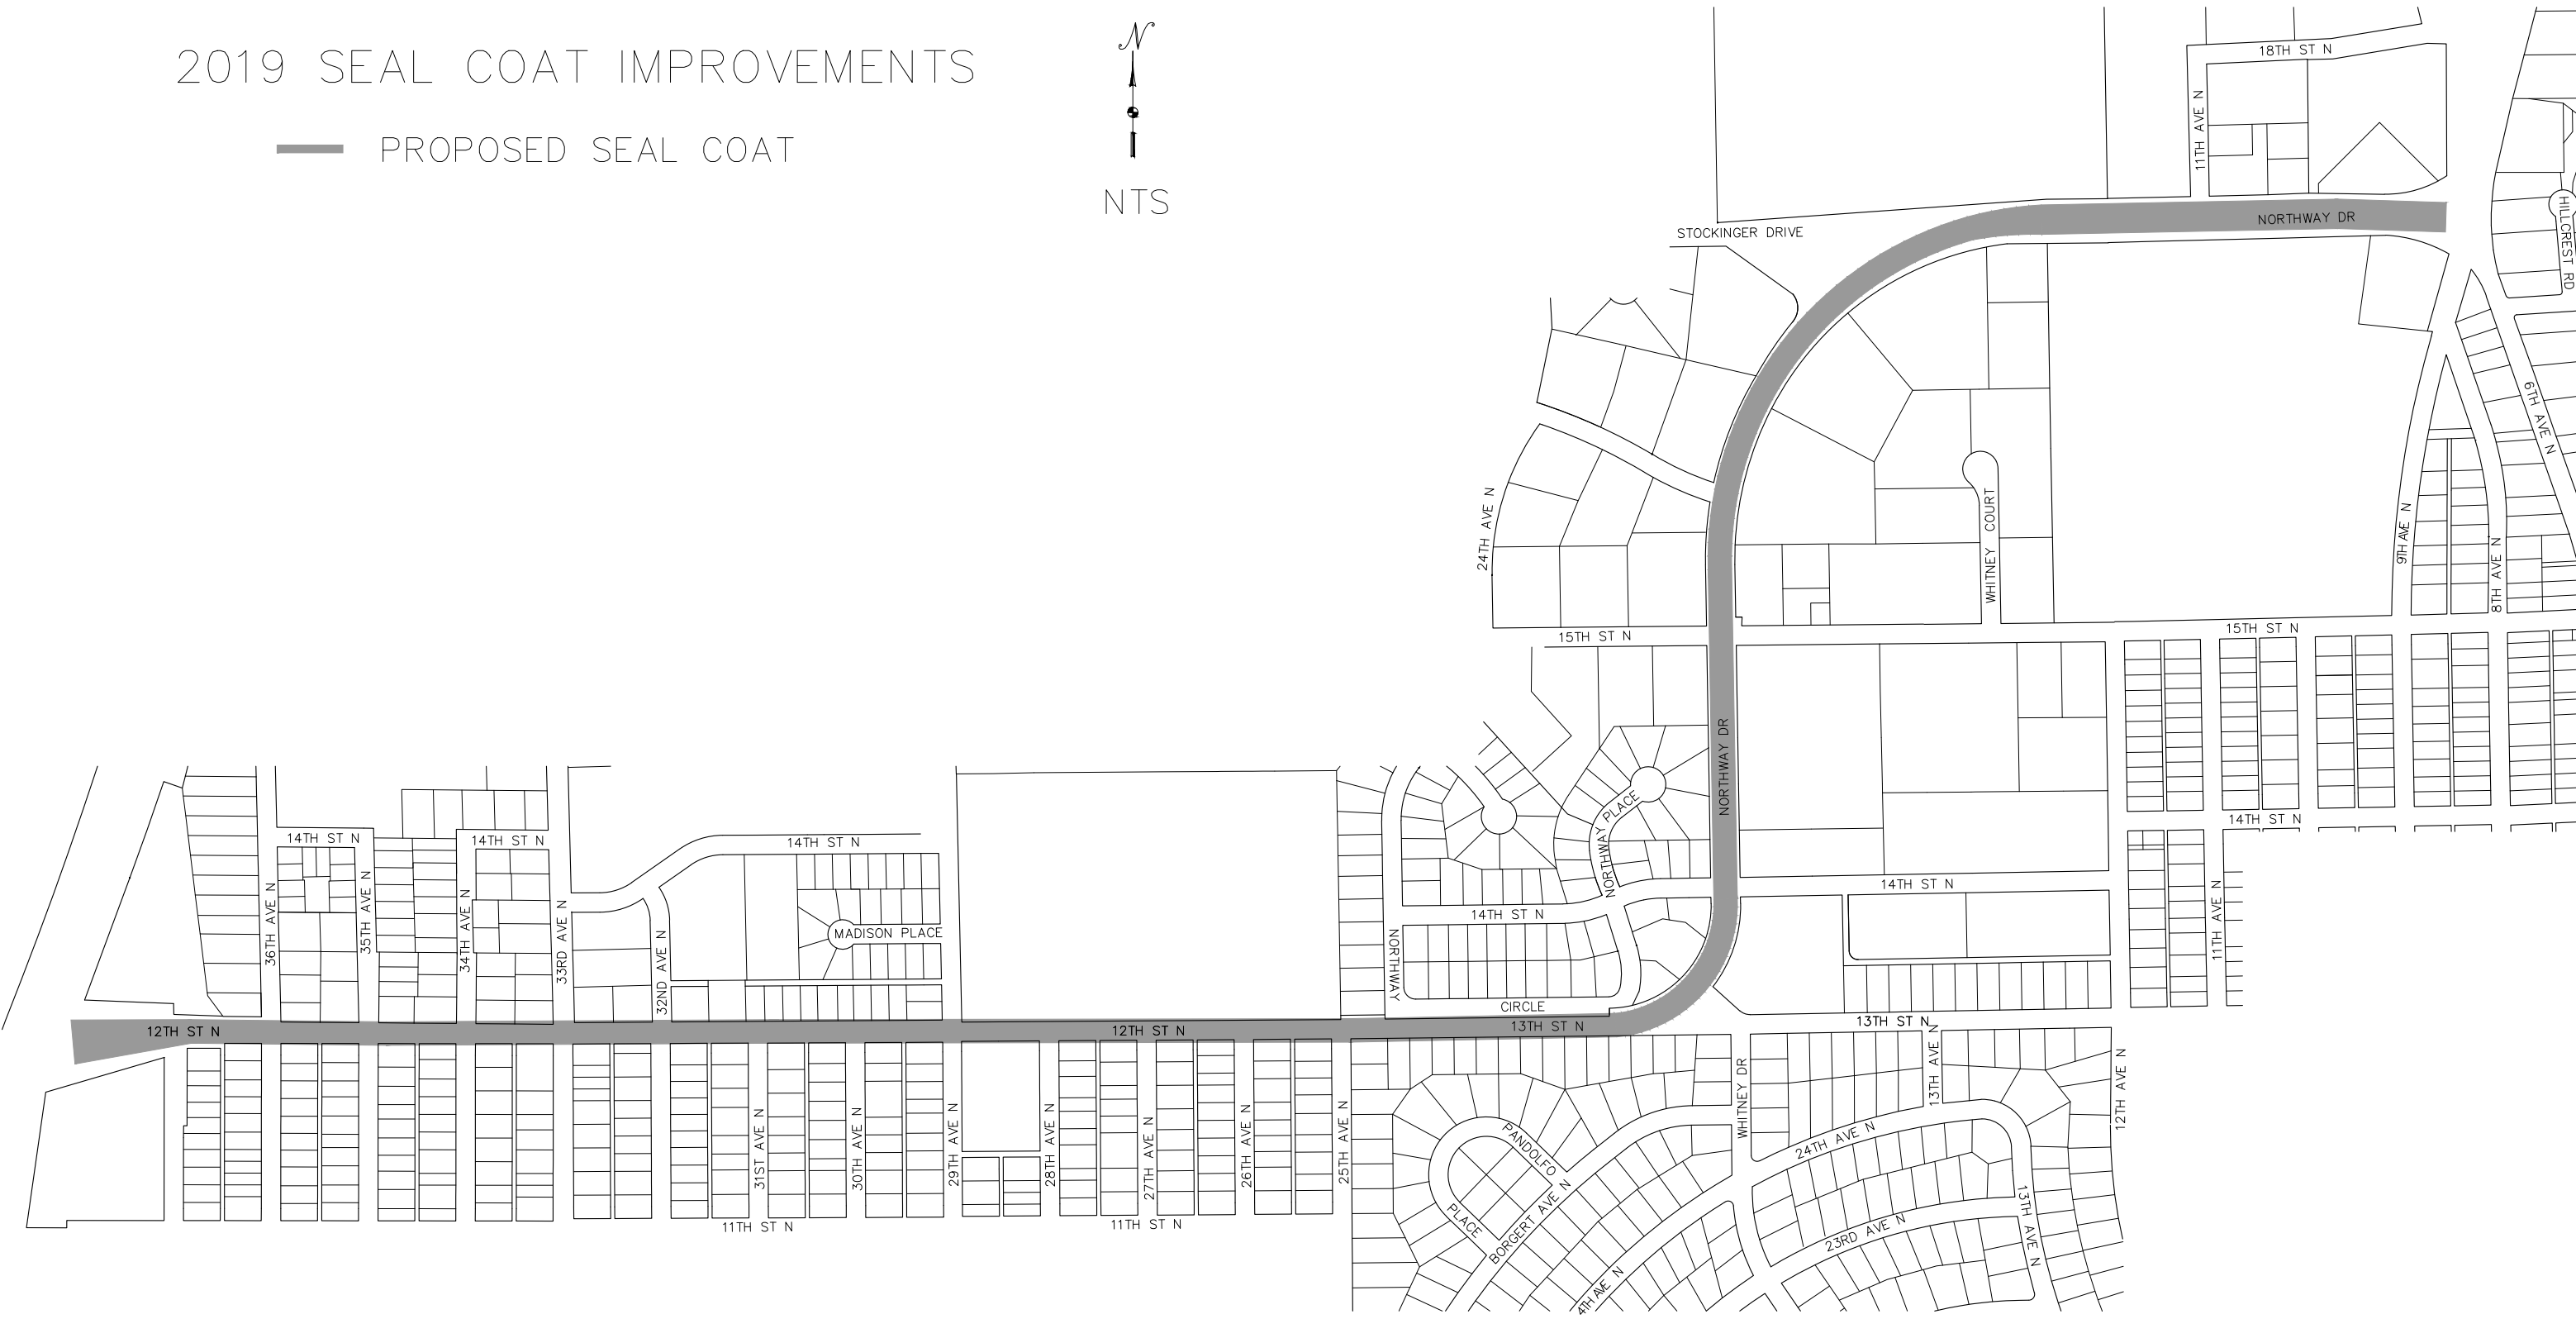 2019 SEAL COAT IMPROVEMENTS
PROPOSED SEAL COAT
N
NTS
18TH ST N
11TH AVE N
NORTHWAY DR
HILLCREST RD
STOCKINGER DRIVE
6TH AVE N
24TH AVE N
WHITNEY COURT
9TH AVE N
8TH AVE N
15TH ST N
15TH ST N
NORTHWAY DR
NORTHWAY PLACE
14TH ST N
14TH ST N
14TH ST N
14TH ST N
14TH ST N
14TH ST N
36TH AVE N
35TH AVE N
34TH AVE N
33RD AVE N
32ND AVE N
MADISON PLACE
NORTHWAY
CIRCLE
11TH AVE N
12TH ST N
12TH ST N
13TH ST N
13TH ST N
31ST AVE N
30TH AVE N
29TH AVE N
28TH AVE N
27TH AVE N
26TH AVE N
25TH AVE N
WHITNEY DR
13TH AVE N
12TH AVE N
PANDOLFO
PLACE
BORGERT AVE N
24TH AVE N
23RD AVE N
13TH AVE N
4TH AVE N
11TH ST N
11TH ST N